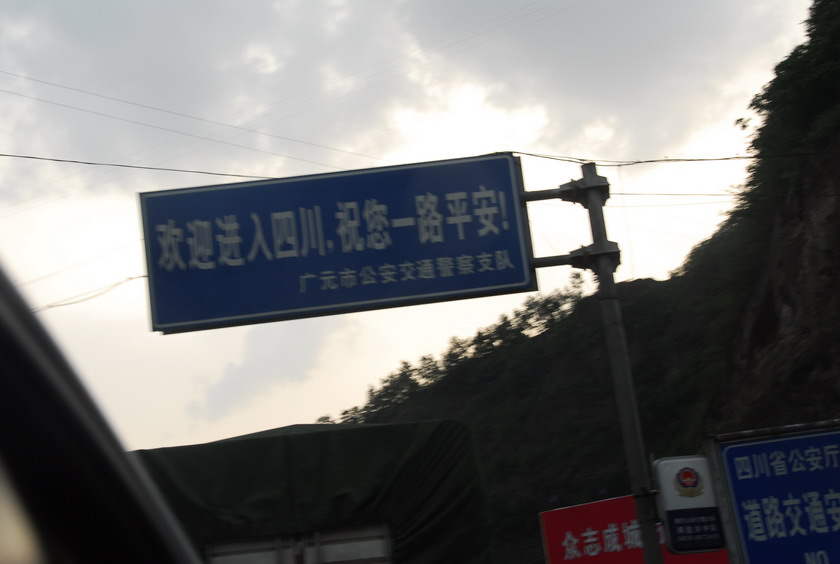 欢迎进入四川,祝您一路平安!
广元市公安交通警察支队
众志成城
四川省公安厅
道路交通安
NO